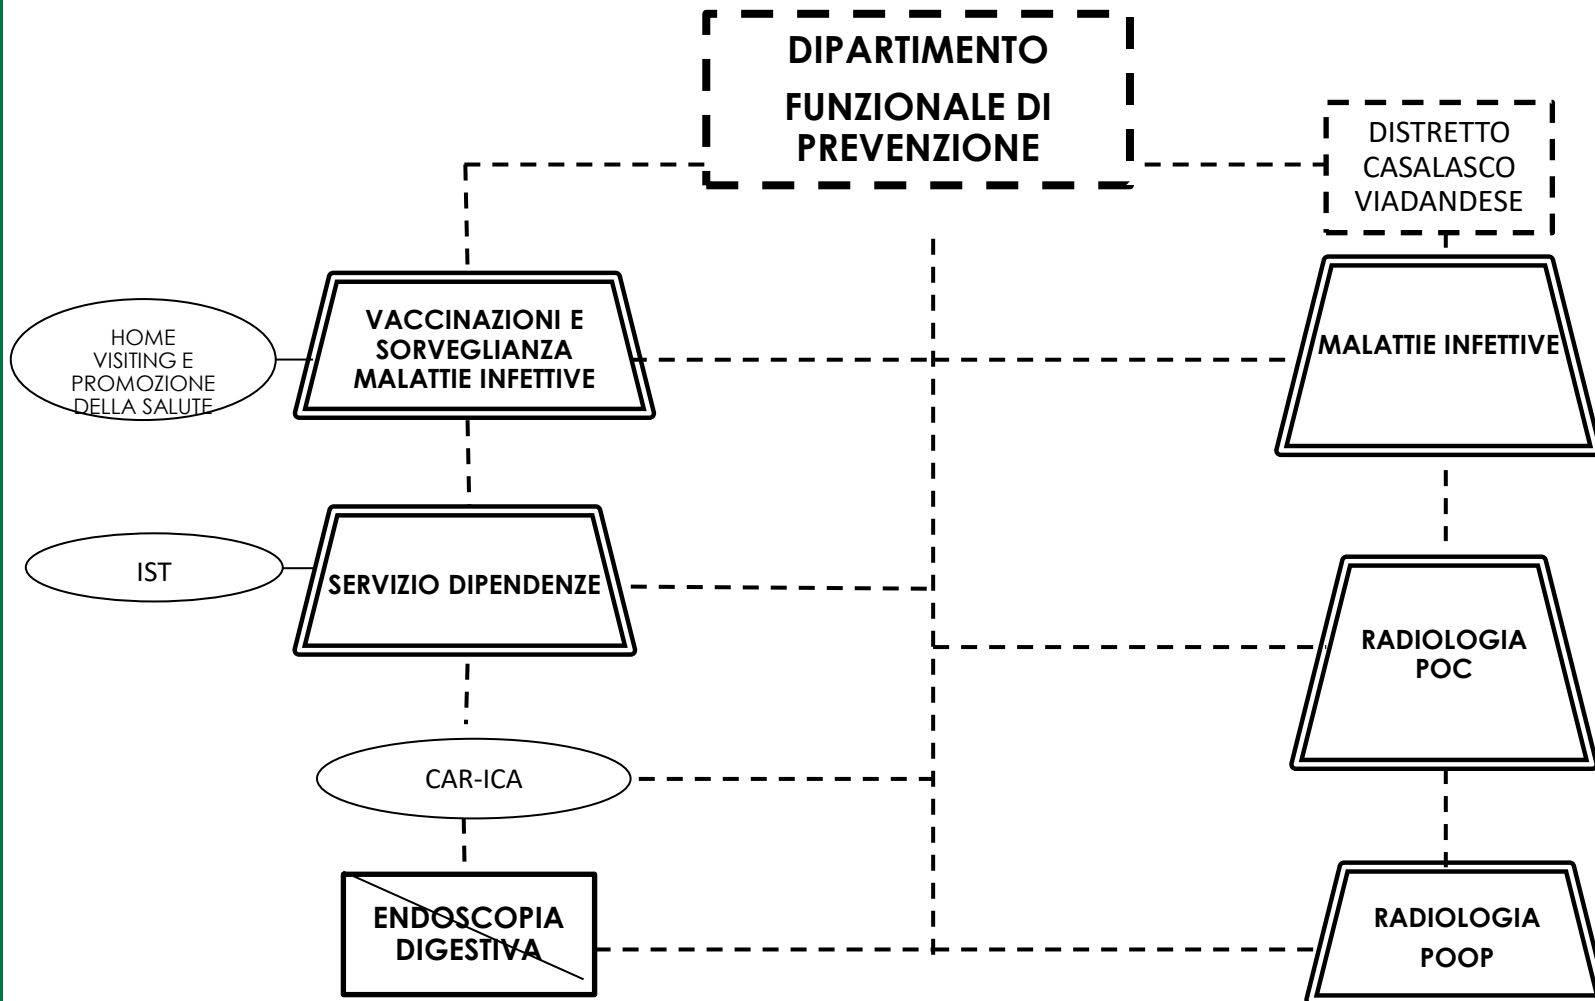 DIPARTIMENTO
FUNZIONALE DI
PREVENZIONE
DISTRETTO
CASALASCO
VIADANDESE
HOME
VISITING E
PROMOZIONE
DELLA SALUTE
VACCINAZIONI E
SORVEGLIANZA
MALATTIE INFETTIVE
MALATTIE INFETTIVE
IST
SERVIZIO DIPENDENZE
RADIOLOGIA
POC
CAR-ICA
ENDOSCOPIA
DIGESTIVA
RADIOLOGIA
POOP